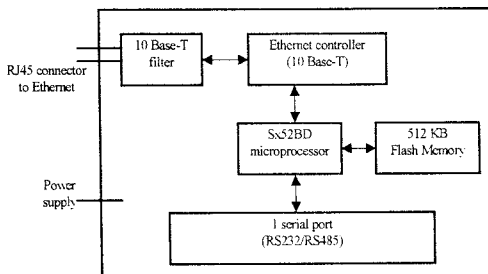 10 Base-T
filter
Ethernet controller
(10 Base-T)
RJ45 connector
to Ethernet
Sx52BD
microprocessor
512 KB
Flash Memory
Power
supply
1 serial port
(RS232/RS485)